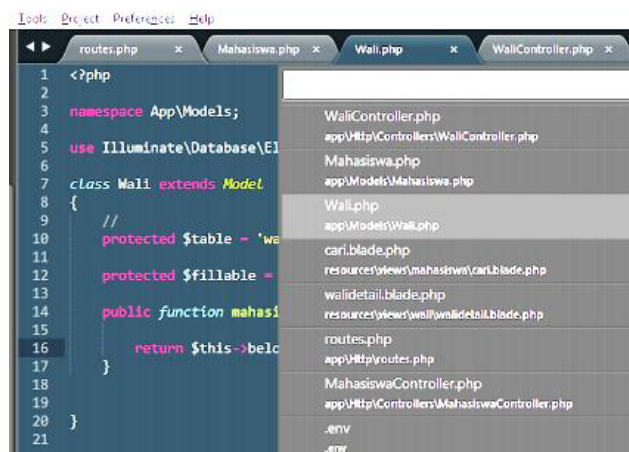 Tools Project Preferences Help
routes.php × Mahasiswa.php × Wali.php × WaliController.php ×
1 <?php
2
3 namespace App\Models;
4
5 use Illuminate\Database\El
6
7 class Wali extends Model
8 {
9 //
10 protected $table = 'wa
11
12 protected $fillable =
13
14 public function mahasi
15
16 return $this->belo
17 }
18
19
20 }
21
WaliController.php
app\Http\Controllers\WaliController.php
Mahasiswa.php
app\Models\Mahasiswa.php
Wali.php
app\Models\Wali.php
cari.blade.php
resources\views\mahasiswa\cari.blade.php
walidetail.blade.php
resources\views\wali\walidetail.blade.php
routes.php
app\Http\routes.php
MahasiswaController.php
app\Http\Controllers\MahasiswaController.php
.env
.env